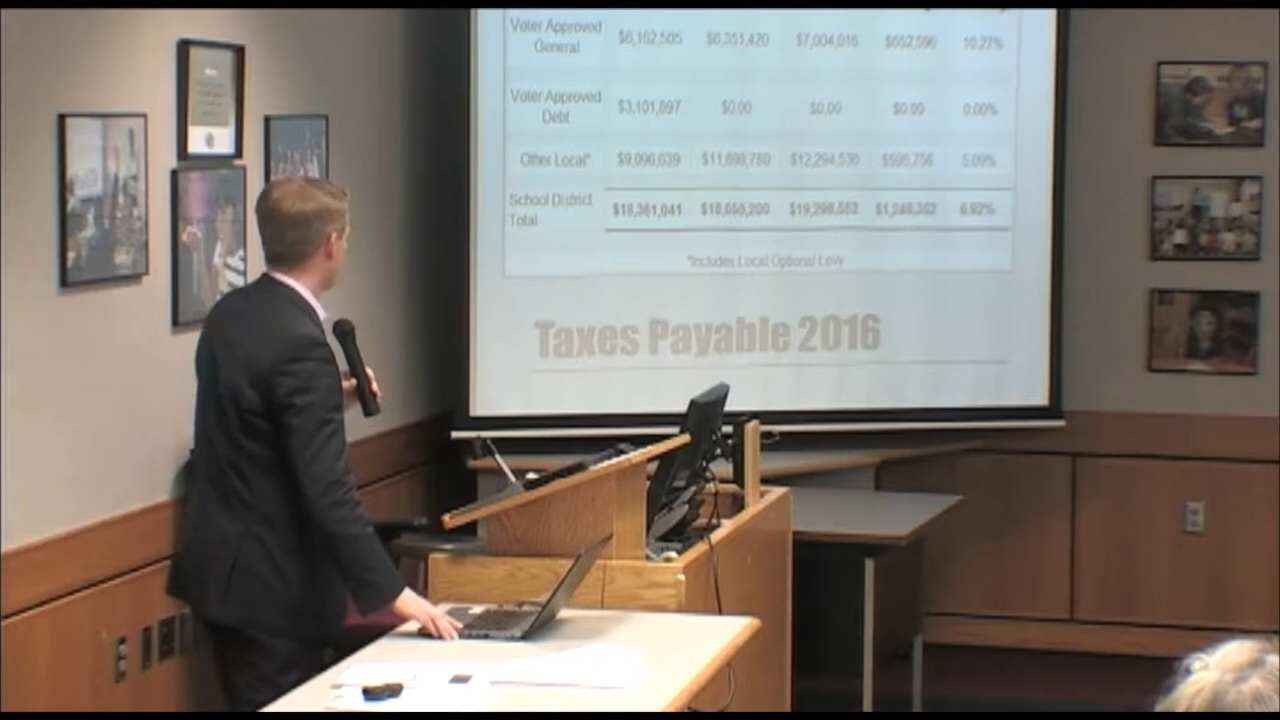 Voter Approved
General $6,162,505 $6,351,420 $7,004,016 $652,596 10.27%
Voter Approved
Debt $3,101,897 $0.00 $0.00 $0.00 0.00%
Other Local* $9,096,639 $11,698,780 $12,294,536 $595,756 5.09%
School District
Total $18,361,041 $18,050,200 $19,298,552 $1,248,352 6.92%
*Includes Local Optional Levy
Taxes Payable 2016